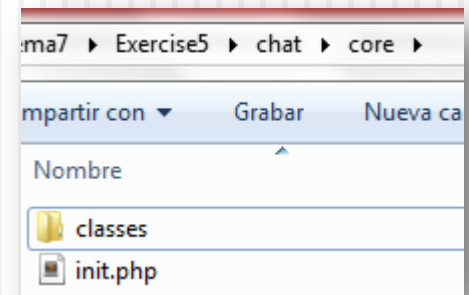 ema7 ▸ Exercise5 ▸ chat ▸ core ▸
mpartir con ▾ Grabar Nueva ca
Nombre
classes
init.php